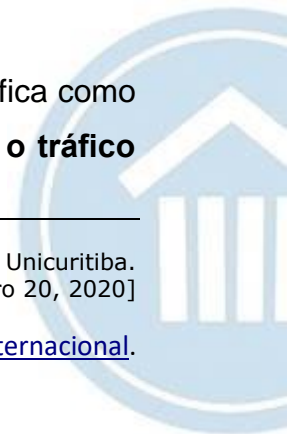 fica como
o tráfico
Unicuritiba.
ro 20, 2020]
ternacional.